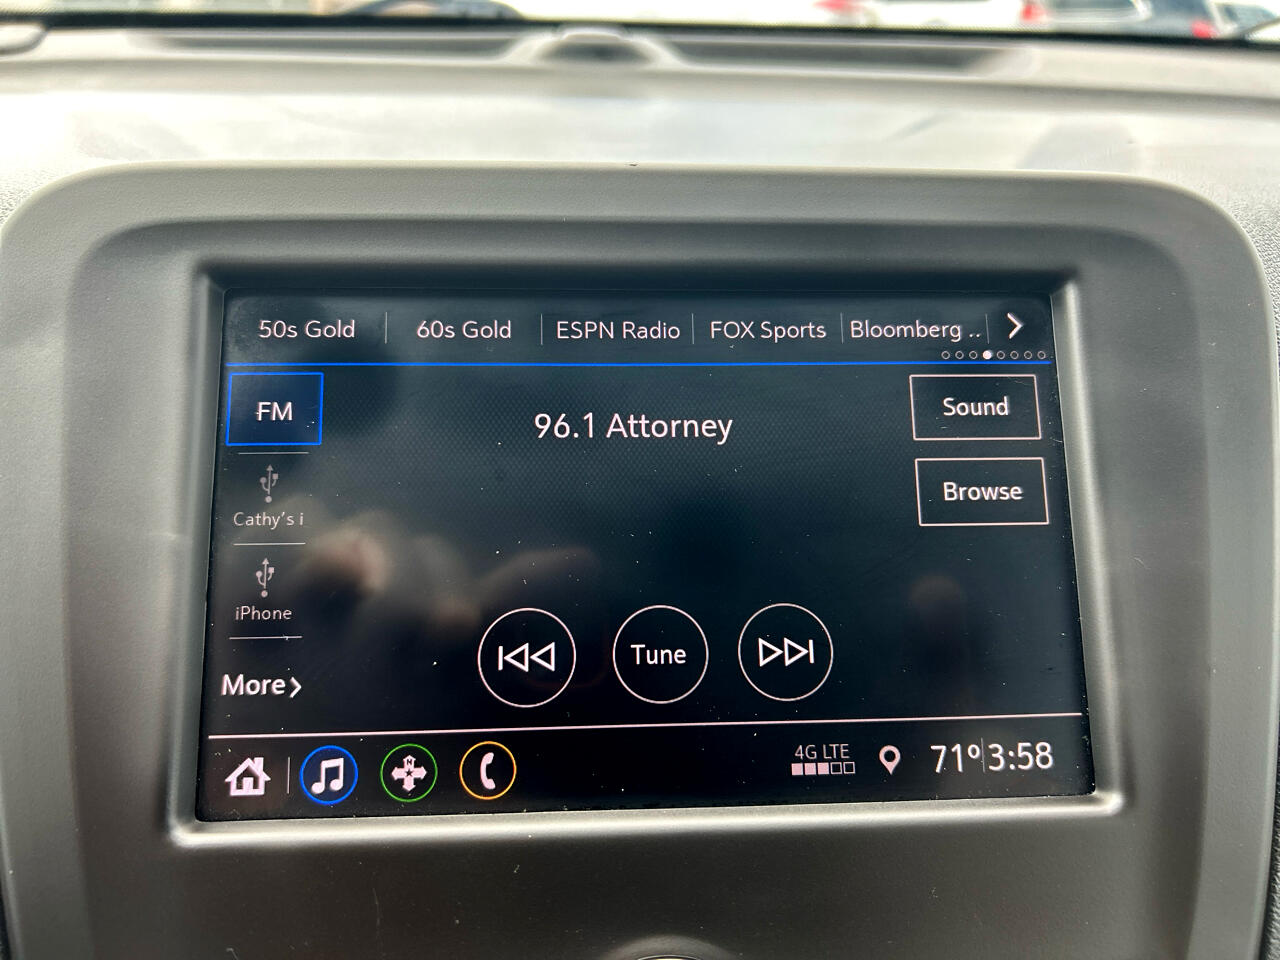 50s Gold
60s Gold
ESPN Radio
FOX Sports
Bloomberg ..
FM
96.1 Attorney
Sound
Browse
Cathy's i
iPhone
More
Tune
4G LTE
71° 3:58